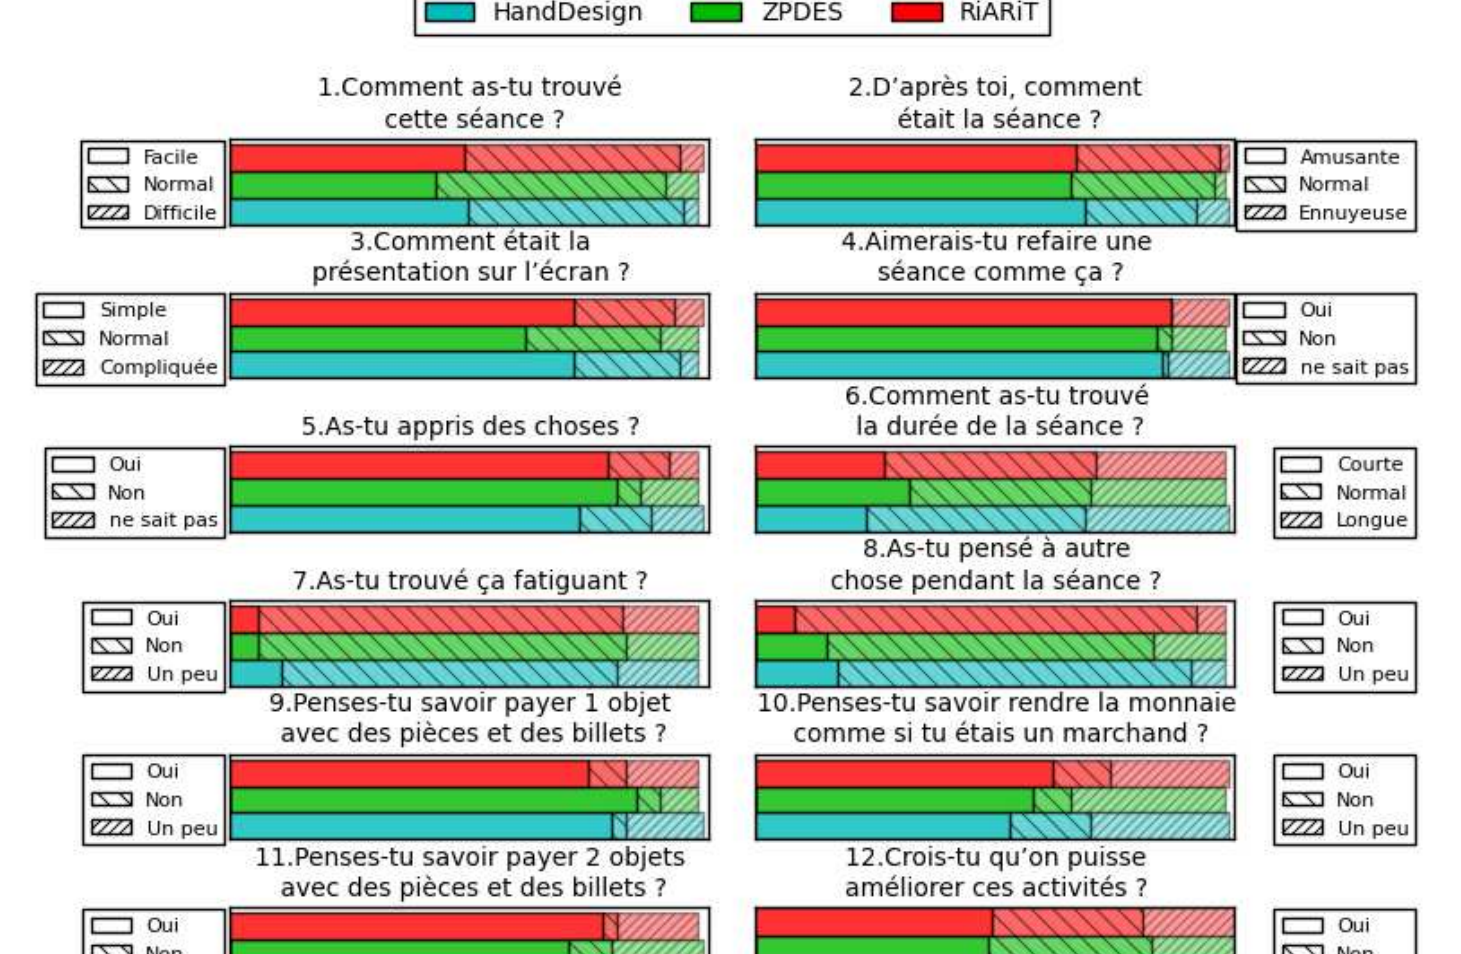 HandDesign ZPDES RiARiT
1.Comment as-tu trouvé
cette séance ?
Facile
Normal
Difficile
2.D’après toi, comment
était la séance ?
Amusante
Normal
Ennuyeuse
3.Comment était la
présentation sur l’écran ?
Simple
Normal
Compliquée
4.Aimerais-tu refaire une
séance comme ça ?
Oui
Non
ne sait pas
5.As-tu appris des choses ?
Oui
Non
ne sait pas
6.Comment as-tu trouvé
la durée de la séance ?
Courte
Normal
Longue
7.As-tu trouvé ça fatiguant ?
Oui
Non
Un peu
8.As-tu pensé à autre
chose pendant la séance ?
Oui
Non
Un peu
9.Penses-tu savoir payer 1 objet
avec des pièces et des billets ?
Oui
Non
Un peu
10.Penses-tu savoir rendre la monnaie
comme si tu étais un marchand ?
Oui
Non
Un peu
11.Penses-tu savoir payer 2 objets
avec des pièces et des billets ?
Oui
Non
12.Crois-tu qu’on puisse
améliorer ces activités ?
Oui
Non